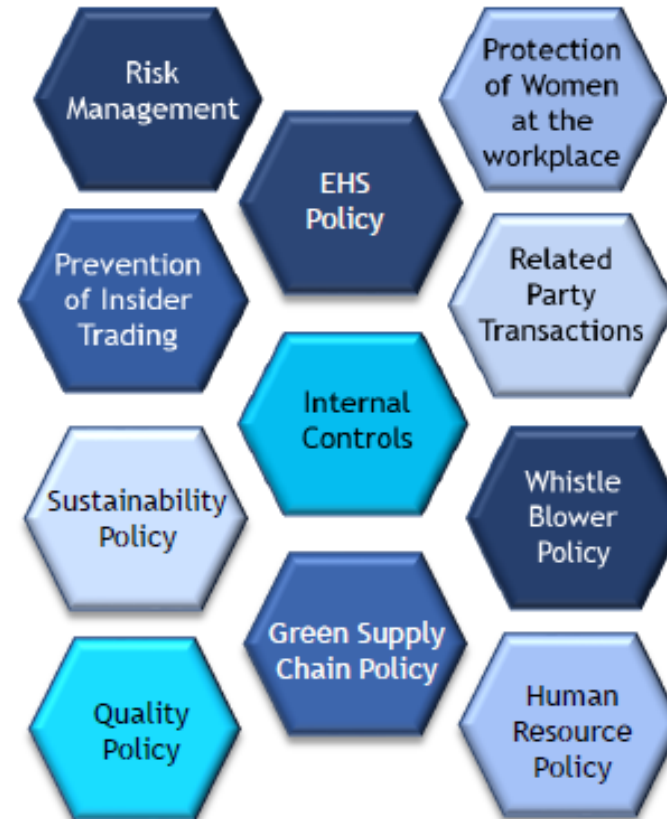 Risk
Management
Protection
of Women
at the
workplace
EHS
Policy
Prevention
of Insider
Trading
Related
Party
Transactions
Internal
Controls
Sustainability
Policy
Whistle
Blower
Policy
Green Supply
Chain Policy
Quality
Policy
Human
Resource
Policy